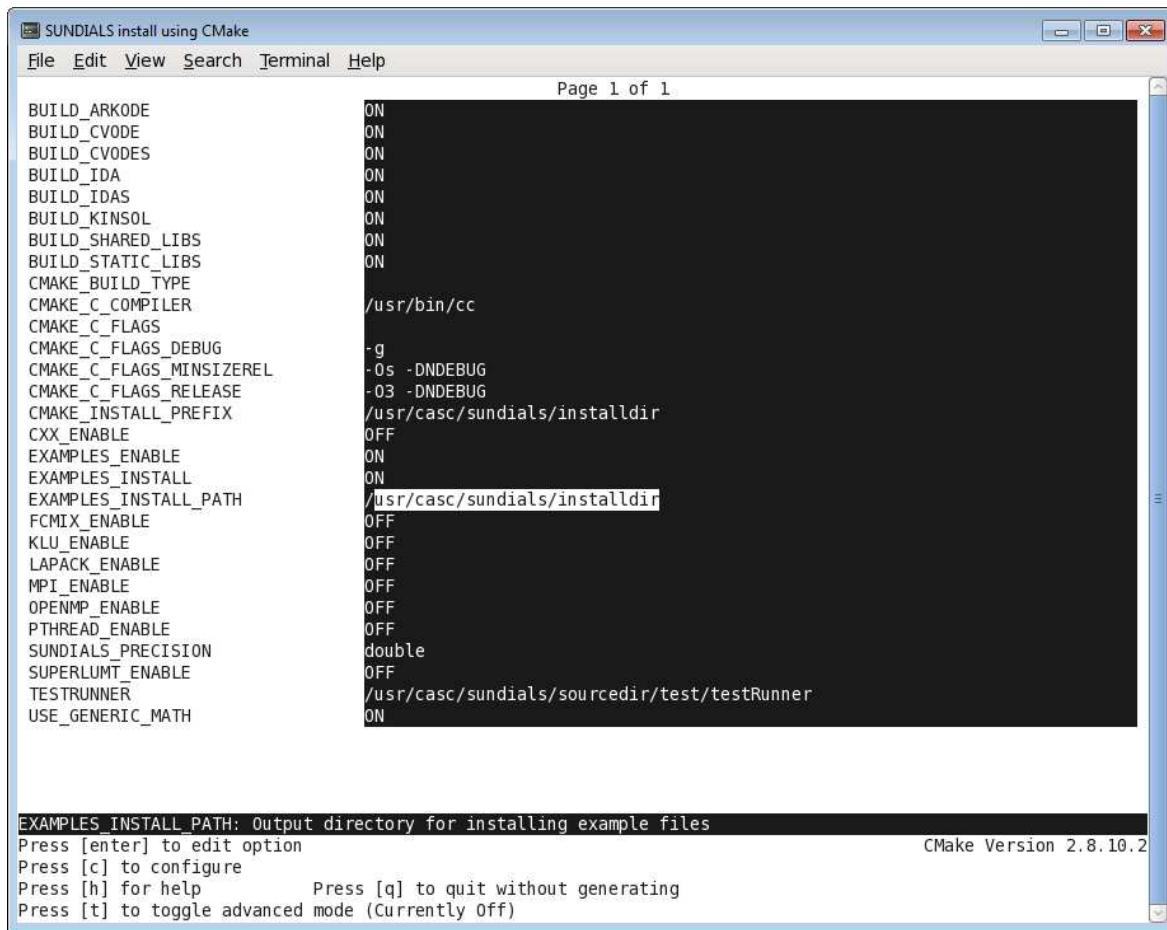 SUNDIALS install using CMake
File Edit View Search Terminal Help
Page 1 of 1
BUILD_ARKODE ON
BUILD_CVODE ON
BUILD_CVODES ON
BUILD_IDA ON
BUILD_IDAS ON
BUILD_KINSOL ON
BUILD_SHARED_LIBS ON
BUILD_STATIC_LIBS ON
CMAKE_BUILD_TYPE
CMAKE_C_COMPILER /usr/bin/cc
CMAKE_C_FLAGS
CMAKE_C_FLAGS_DEBUG -g
CMAKE_C_FLAGS_MINSIZEREL -Os -DNDEBUG
CMAKE_C_FLAGS_RELEASE -O3 -DNDEBUG
CMAKE_INSTALL_PREFIX /usr/casc/sundials/installdir
CXX_ENABLE OFF
EXAMPLES_ENABLE ON
EXAMPLES_INSTALL ON
EXAMPLES_INSTALL_PATH /usr/casc/sundials/installdir
FCMIX_ENABLE OFF
KLU_ENABLE OFF
LAPACK_ENABLE OFF
MPI_ENABLE OFF
OPENMP_ENABLE OFF
PTHREAD_ENABLE OFF
SUNDIALS_PRECISION double
SUPERLUMT_ENABLE OFF
TESTRUNNER /usr/casc/sundials/sourcedir/test/testRunner
USE_GENERIC_MATH ON
EXAMPLES_INSTALL_PATH: Output directory for installing example files
Press [enter] to edit option CMake Version 2.8.10.2
Press [c] to configure
Press [h] for help Press [q] to quit without generating
Press [t] to toggle advanced mode (Currently Off)